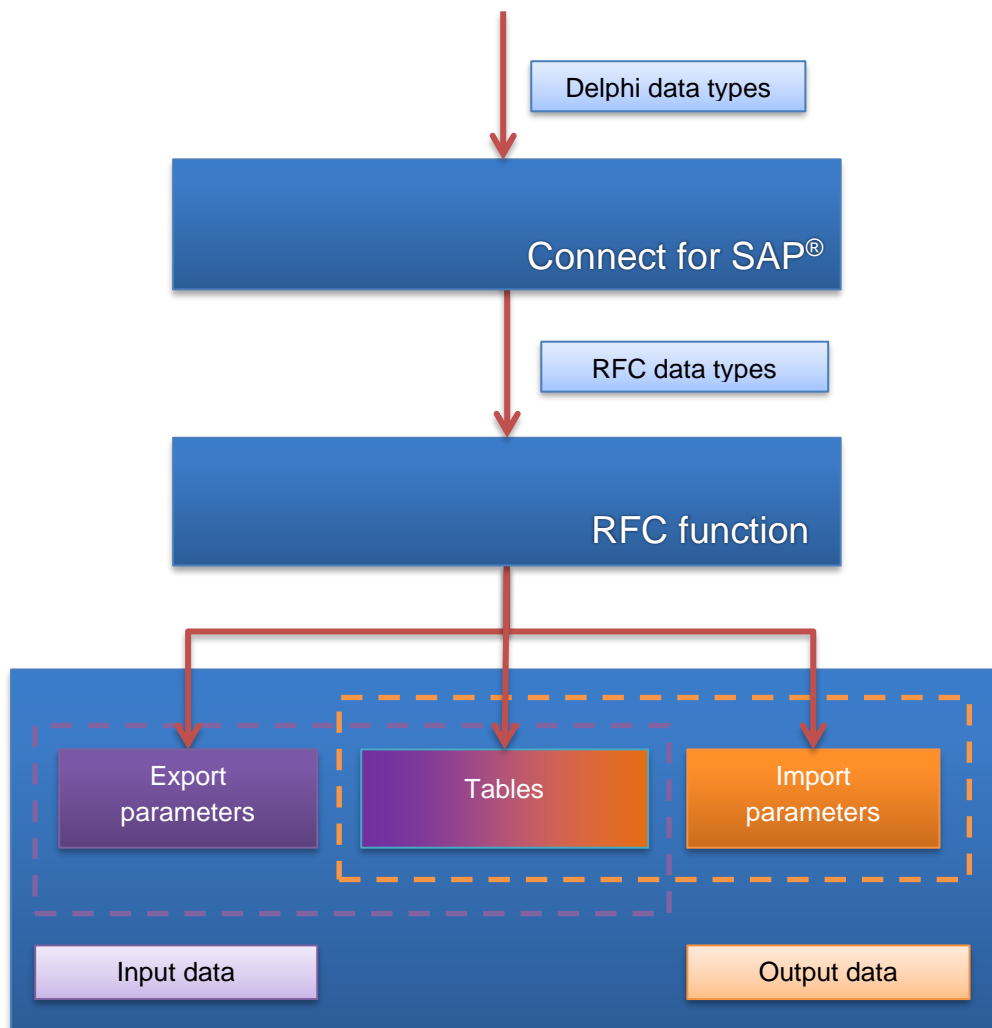 Delphi data types
Connect for SAP®
RFC data types
RFC function
Export
parameters
Tables
Import
parameters
Input data
Output data